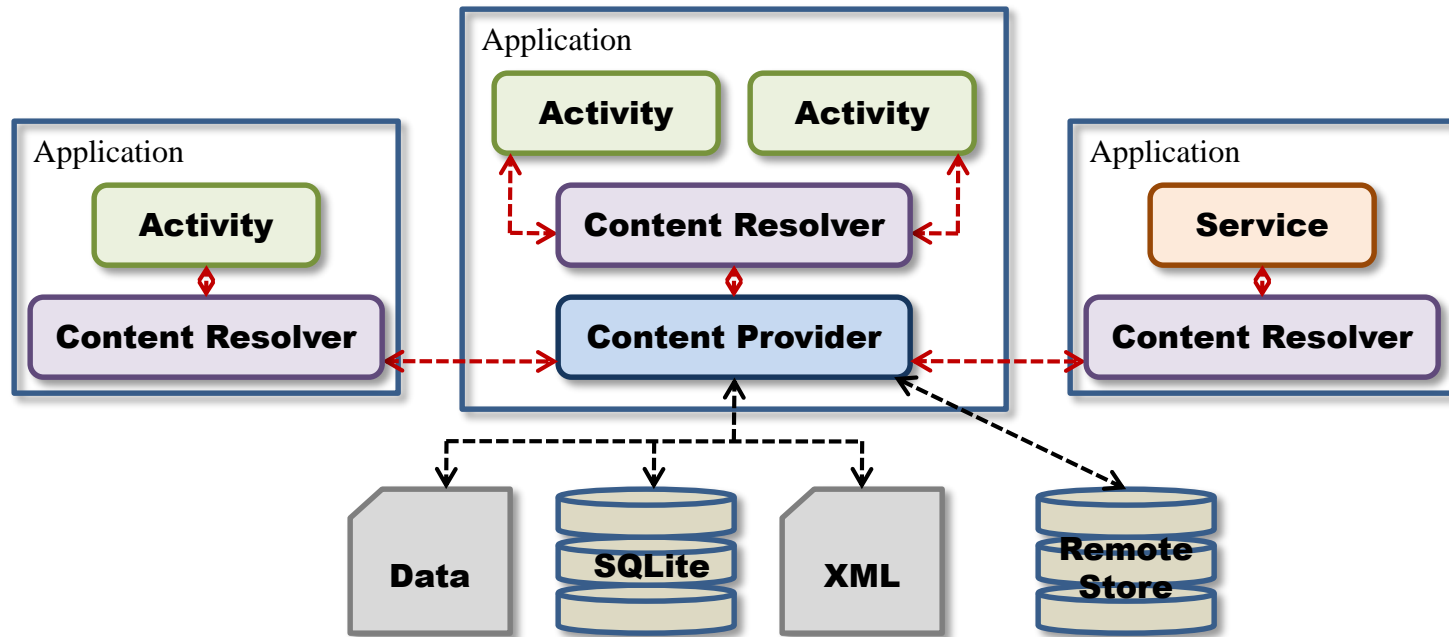 Application
Activity
Activity
Content Resolver
Content Provider
Application
Activity
Content Resolver
Application
Service
Content Resolver
Data
SQLite
XML
Remote
Store